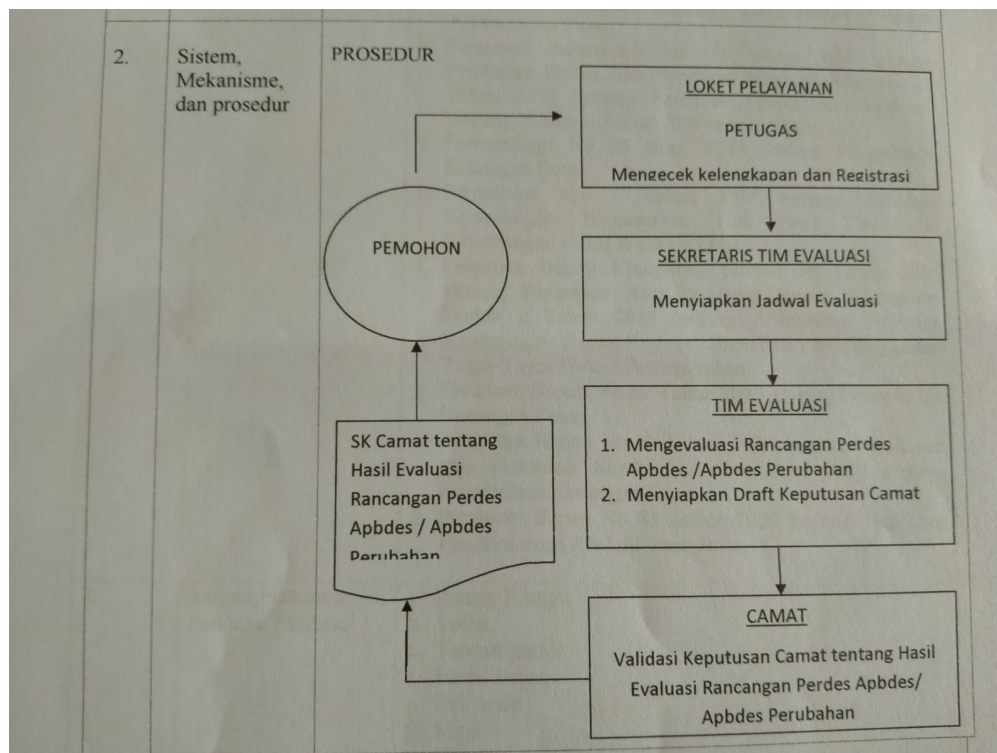 2.
Sistem,
Mekanisme,
dan prosedur
PROSEDUR
LOKET PELAYANAN
PETUGAS
Mengecek kelengkapan dan Registrasi
PEMOHON
SEKRETARIS TIM EVALUASI
Menyiapkan Jadwal Evaluasi
TIM EVALUASI
1. Mengevaluasi Rancangan Perdes
Apbdes /Apbdes Perubahan
2. Menyiapkan Draft Keputusan Camat
SK Camat tentang
Hasil Evaluasi
Rancangan Perdes
Apbdes / Apbdes
Perubahan
CAMAT
Validasi Keputusan Camat tentang Hasil
Evaluasi Rancangan Perdes Apbdes/
Apbdes Perubahan